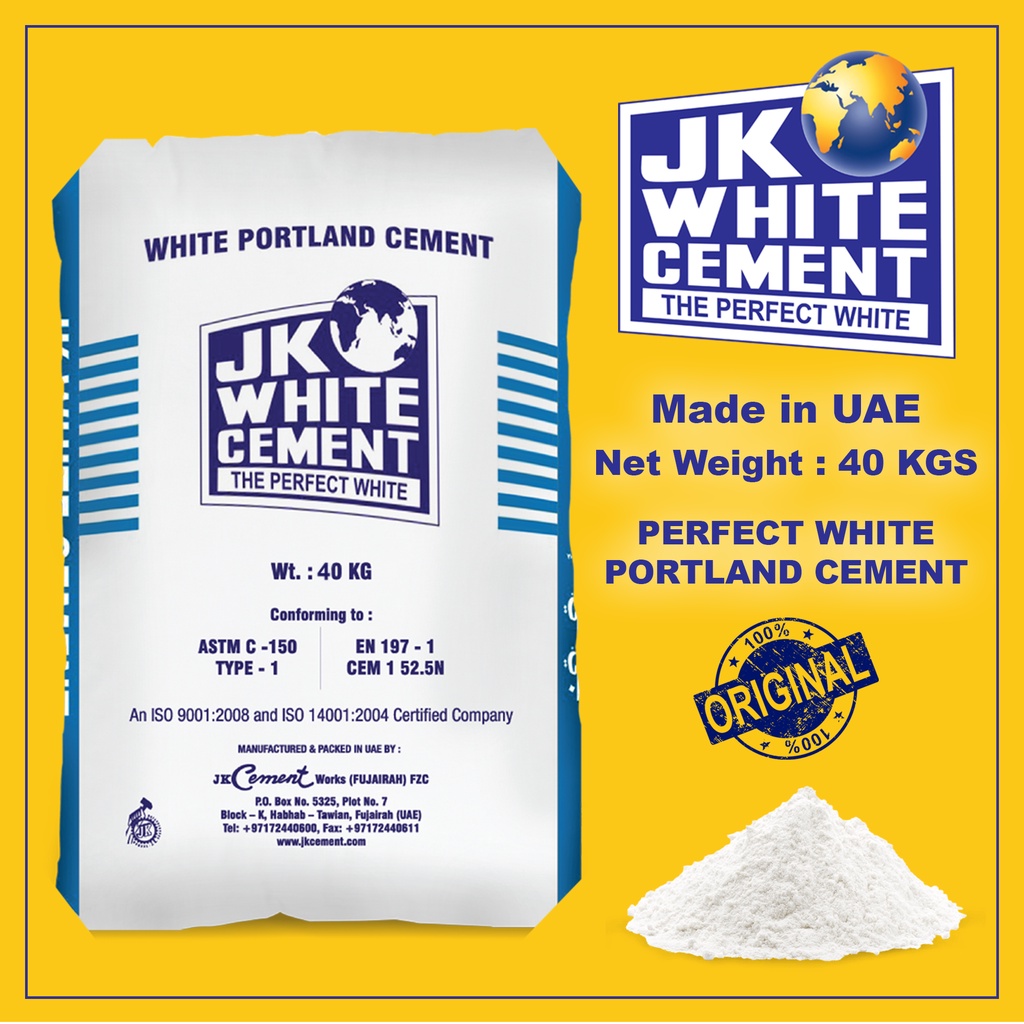 WHITE PORTLAND CEMENT
JK
WHITE
CEMENT
THE PERFECT WHITE
Wt. : 40 KG
Conforming to :
ASTM C -150
TYPE - 1
EN 197 - 1
CEM 1 52.5N
An ISO 9001:2008 and ISO 14001:2004 Certified Company
MANUFACTURED & PACKED IN UAE BY :
JK Cement Works (FUJAIRAH) FZC
P.O. Box No. 5325, Plot No. 7
Block – K, Habhab – Tawian, Fujairah (UAE)
Tel: +97172440600, Fax: +97172440611
www.jkcement.com
JK
JK
WHITE
CEMENT
THE PERFECT WHITE
Made in UAE
Net Weight : 40 KGS
PERFECT WHITE
PORTLAND CEMENT
100%
ORIGINAL
100%